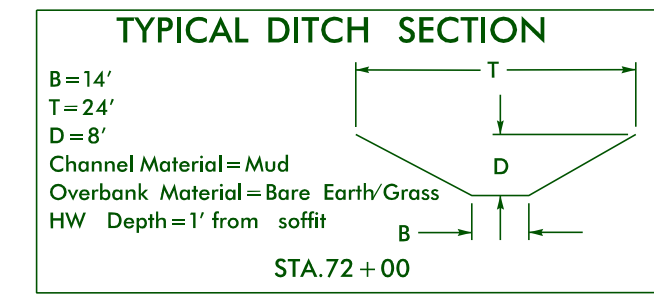 TYPICAL DITCH SECTION
B=14'
T=24'
D=8'
Channel Material=Mud
Overbank Material=Bare Earth/Grass
HW Depth=1' from soffit
T
D
B
STA.72+00